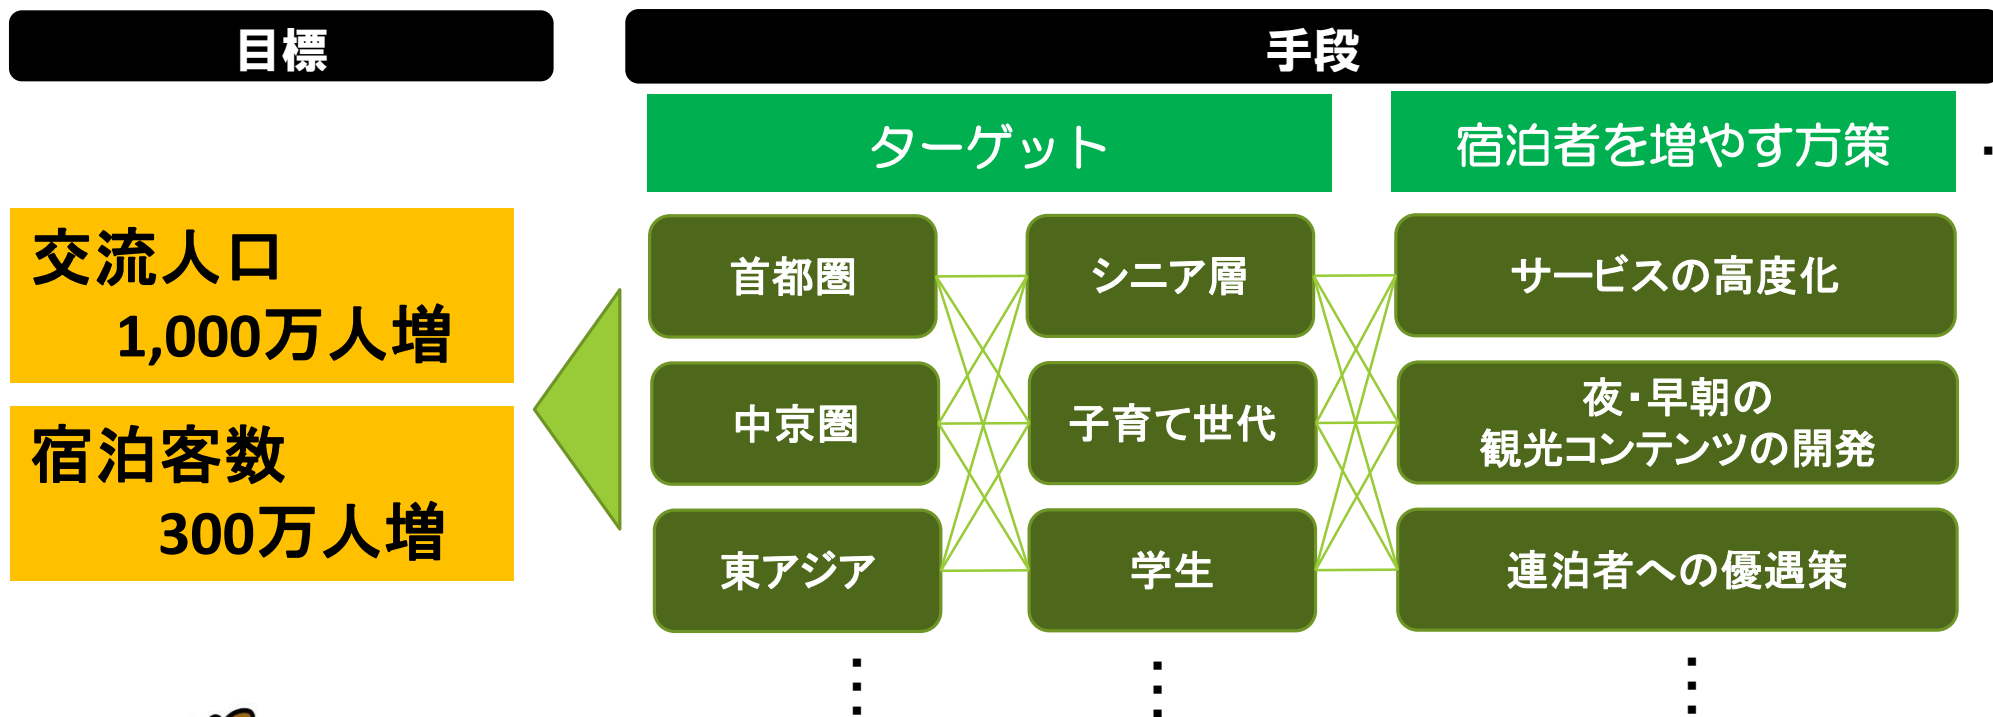 目標
手段
ターゲット
宿泊者を増やす方策
交流人口
1,000万人増
宿泊客数
300万人増
首都圏
シニア層
サービスの高度化
中京圏
子育て世代
夜・早朝の
観光コンテンツの開発
東アジア
学生
連泊者への優遇策